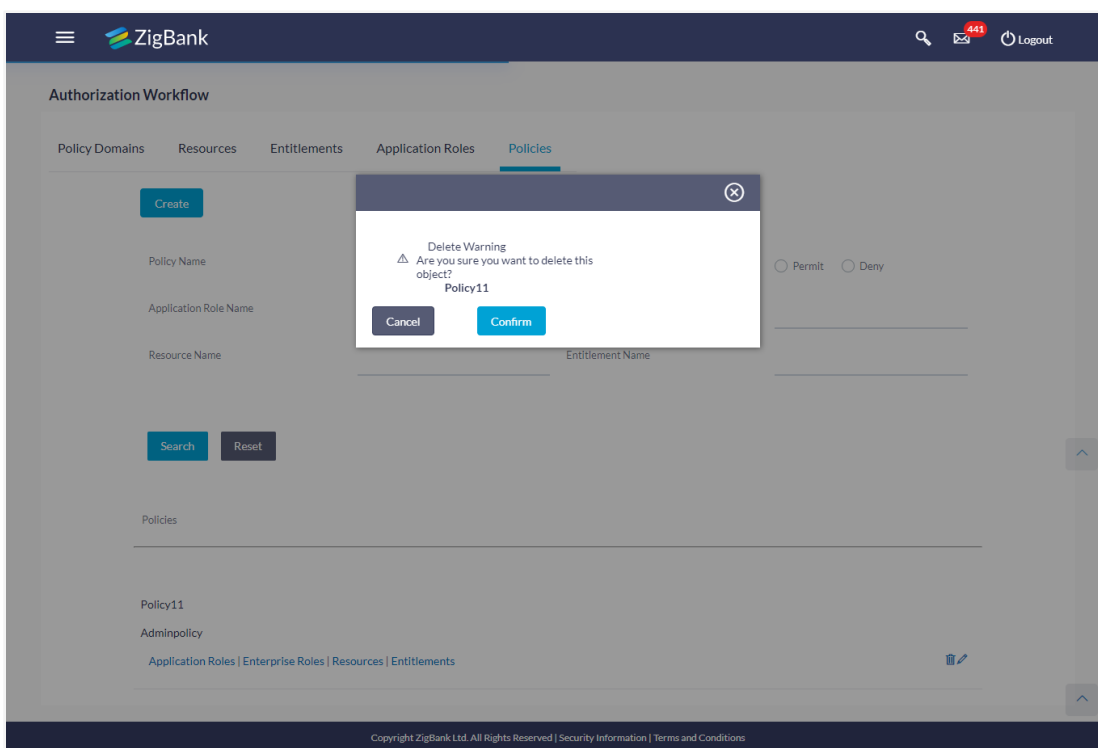 ZigBank
441
Logout
Authorization Workflow
Policy Domains Resources Entitlements Application Roles Policies
Create
Delete Warning
Are you sure you want to delete this
object?
Policy11
Cancel Confirm
Policy Name
Permit Deny
Application Role Name
Resource Name
Entitlement Name
Search Reset
Policies
Policy11
Adminpolicy
Application Roles | Enterprise Roles | Resources | Entitlements
Copyright ZigBank Ltd. All Rights Reserved | Security Information | Terms and Conditions